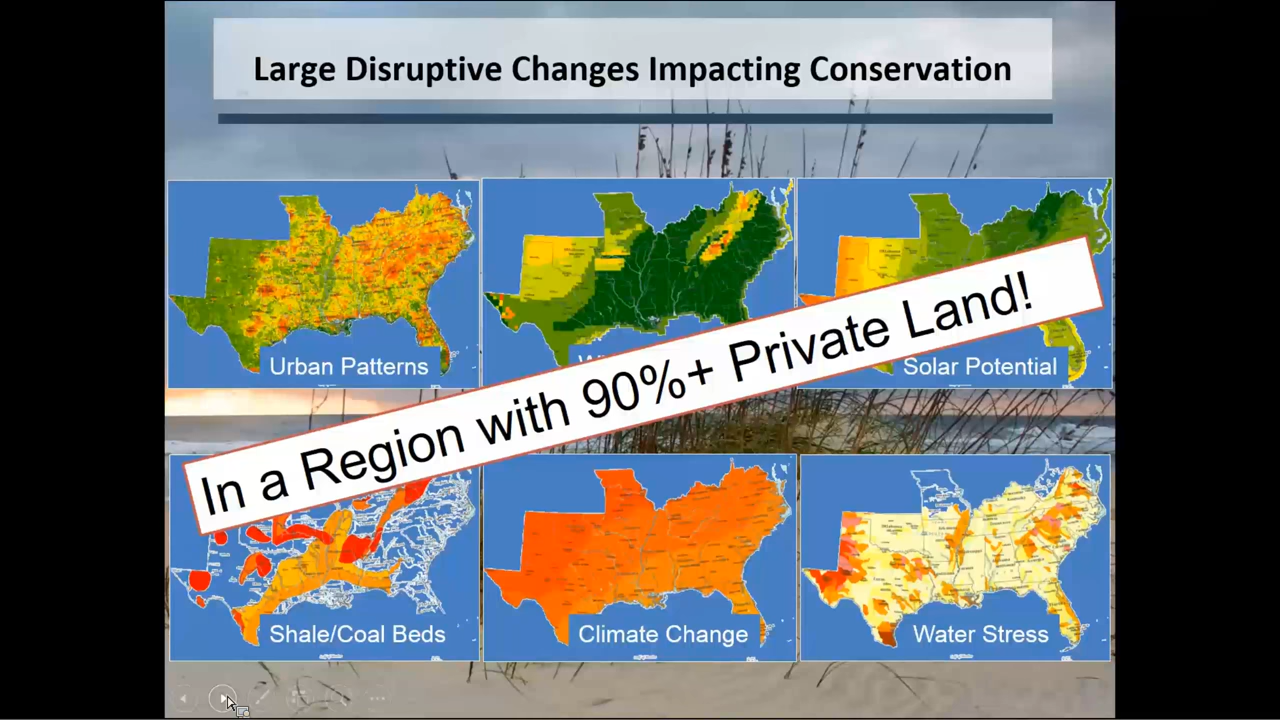 Large Disruptive Changes Impacting Conservation
In a Region with 90%+ Private Land!
Urban Patterns
Solar Potential
Shale/Coal Beds
Climate Change
Water Stress